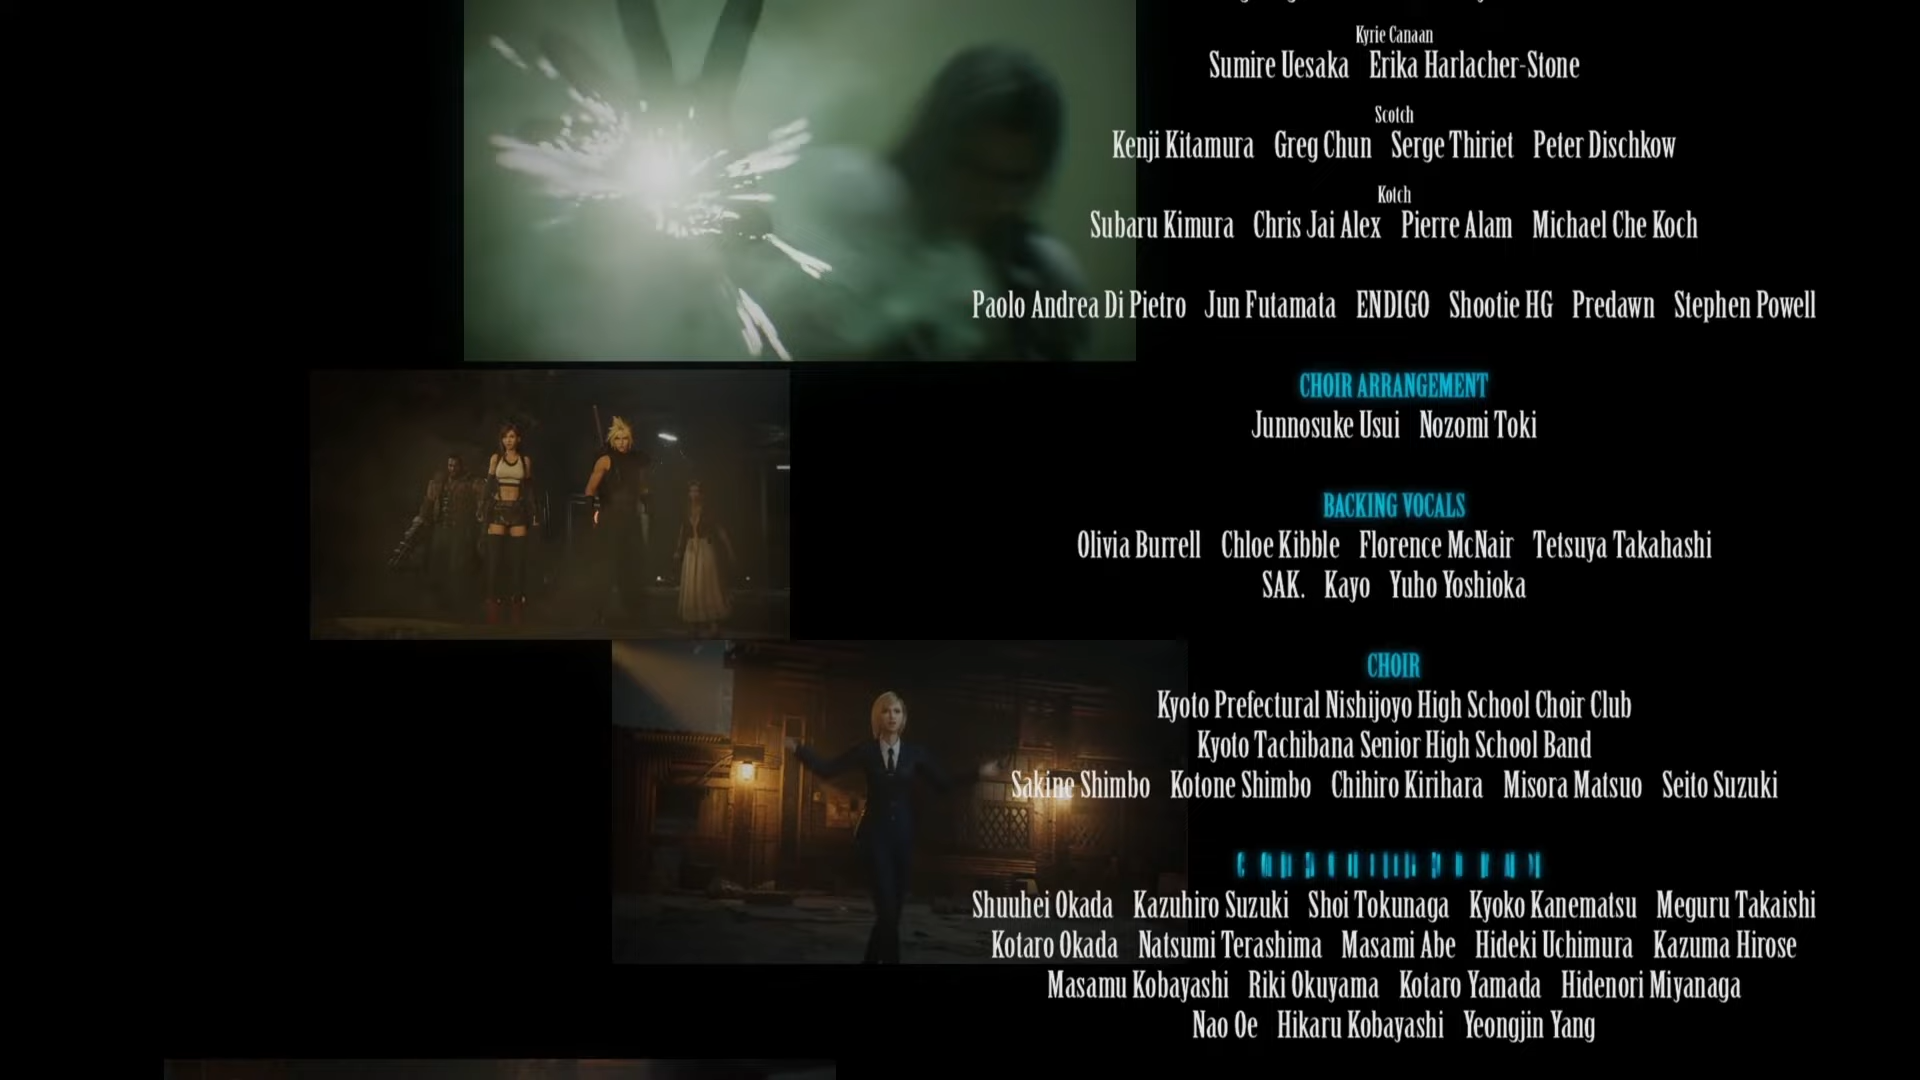 Kyrie Canaan
Sumire Uesaka Erika Harlacher-Stone
Scotch
Kenji Kitamura Greg Chun Serge Thiriet Peter Dischkow
Kotch
Subaru Kimura Chris Jai Alex Pierre Alam Michael Che Koch
Paolo Andrea Di Pietro Jun Futamata ENDIGO Shootie HG Predawn Stephen Powell
CHOIR ARRANGEMENT
Junnosuke Usui Nozomi Toki
BACKING VOCALS
Olivia Burrell Chloe Kibble Florence McNair Tetsuya Takahashi
SAK. Kayo Yuho Yoshioka
CHOIR
Kyoto Prefectural Nishijoyo High School Choir Club
Kyoto Tachibana Senior High School Band
Sakine Shimbo Kotone Shimbo Chihiro Kirihara Misora Matsuo Seito Suzuki
Shuuhei Okada Kazuhiro Suzuki Shoi Tokunaga Kyoko Kanematsu Meguru Takaishi
Kotaro Okada Natsumi Terashima Masami Abe Hideki Uchimura Kazuma Hirose
Masamu Kobayashi Riki Okuyama Kotaro Yamada Hidenori Miyanaga
Nao Oe Hikaru Kobayashi Yeongjin Yang